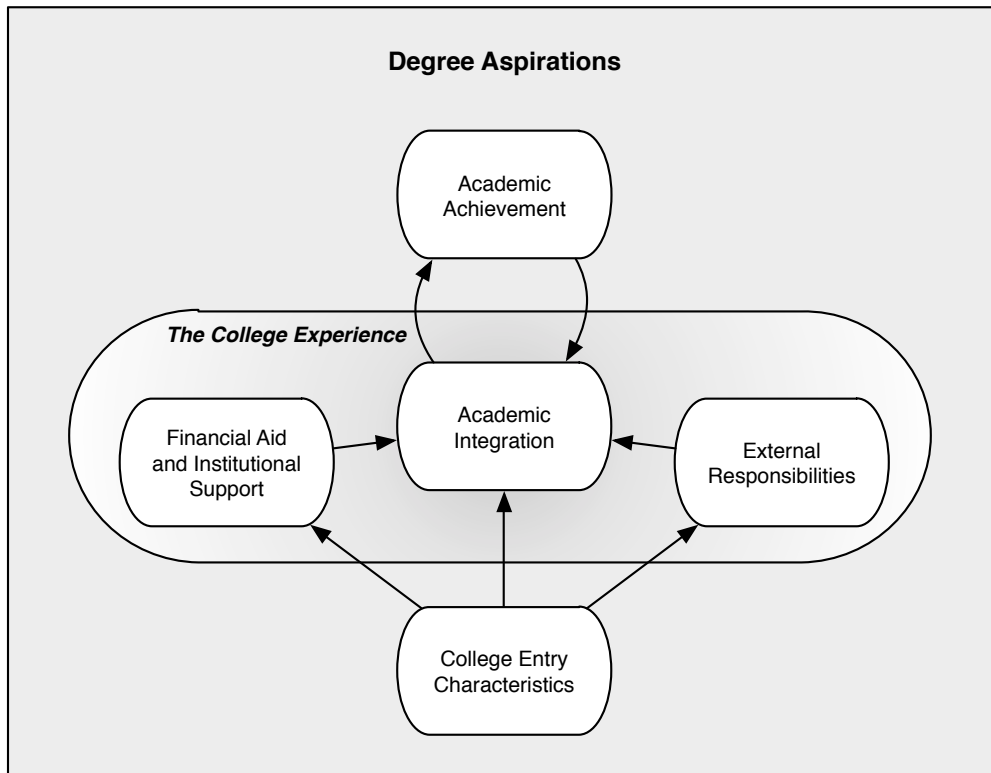 Degree Aspirations
Academic
Achievement
The College Experience
Academic
Integration
Financial Aid
and Institutional
Support
External
Responsibilities
College Entry
Characteristics